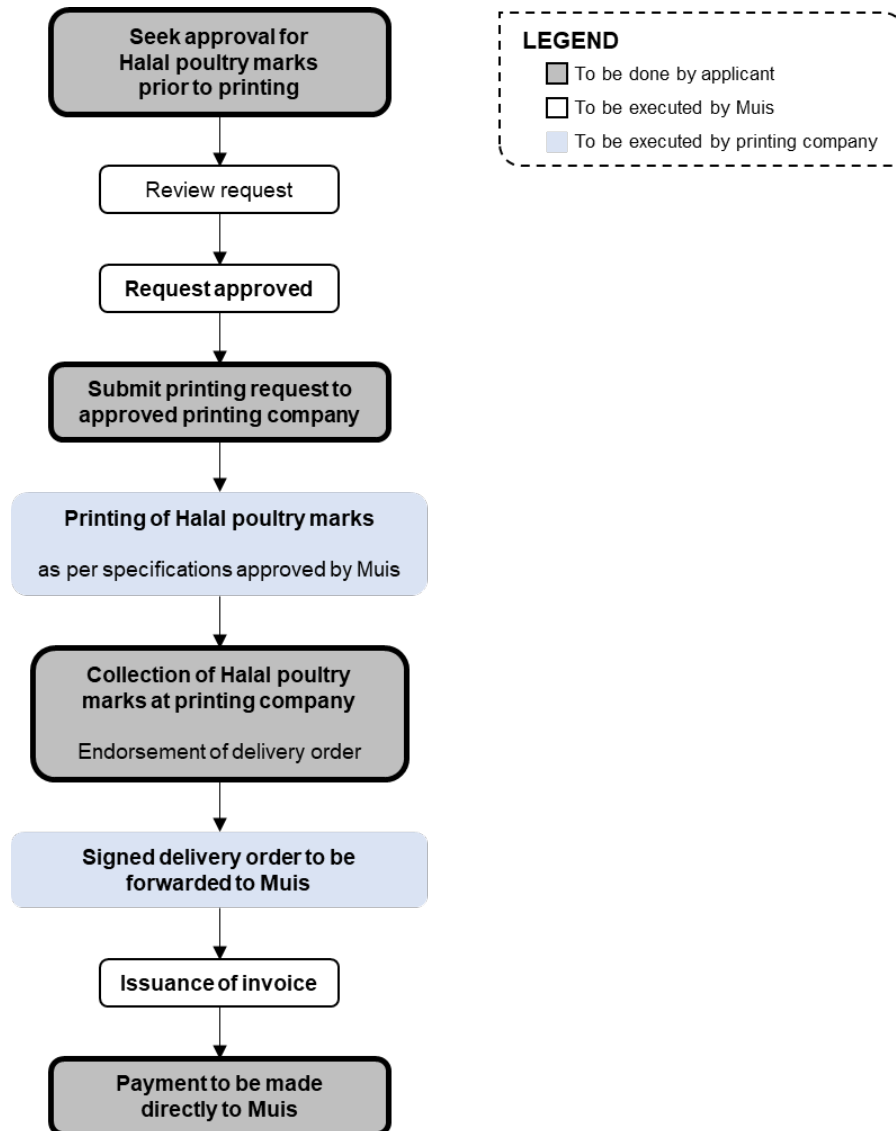 Seek approval for
Halal poultry marks
prior to printing
LEGEND
To be done by applicant
To be executed by Muis
To be executed by printing company
Review request
Request approved
Submit printing request to
approved printing company
Printing of Halal poultry marks
as per specifications approved by Muis
Collection of Halal poultry
marks at printing company
Endorsement of delivery order
Signed delivery order to be
forwarded to Muis
Issuance of invoice
Payment to be made
directly to Muis